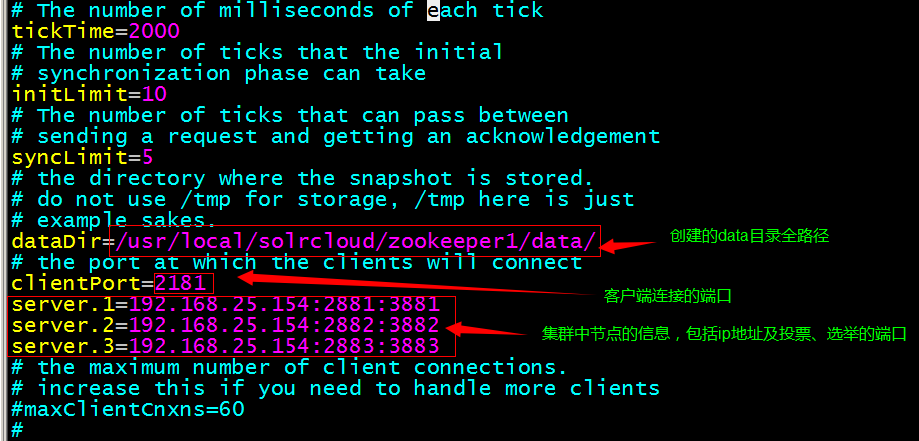 # The number of milliseconds of each tick
tickTime=2000
# The number of ticks that the initial
# synchronization phase can take
initLimit=10
# The number of ticks that can pass between
# sending a request and getting an acknowledgement
syncLimit=5
# the directory where the snapshot is stored.
# do not use /tmp for storage, /tmp here is just
# example sakes.
dataDir=/usr/local/solrcloud/zookeeper1/data/
创建的data目录全路径
# the port at which the clients will connect
clientPort=2181
客户端连接的端口
server.1=192.168.25.154:2881:3881
server.2=192.168.25.154:2882:3882
集群中节点的信息，包括ip地址及投票、选举的端口
server.3=192.168.25.154:2883:3883
# the maximum number of client connections.
# increase this if you need to handle more clients
#maxClientCnxns=60
#